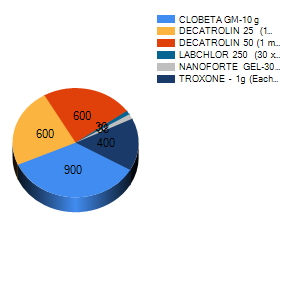 CLOBETA GM-10 g
DECATROLIN 25 (1...
DECATROLIN 50 (1 m...
LABCHLOR 250 (30 x...
NANOFORTE GEL-30...
TROXONE - 1g (Each...
600
600
30
400
900